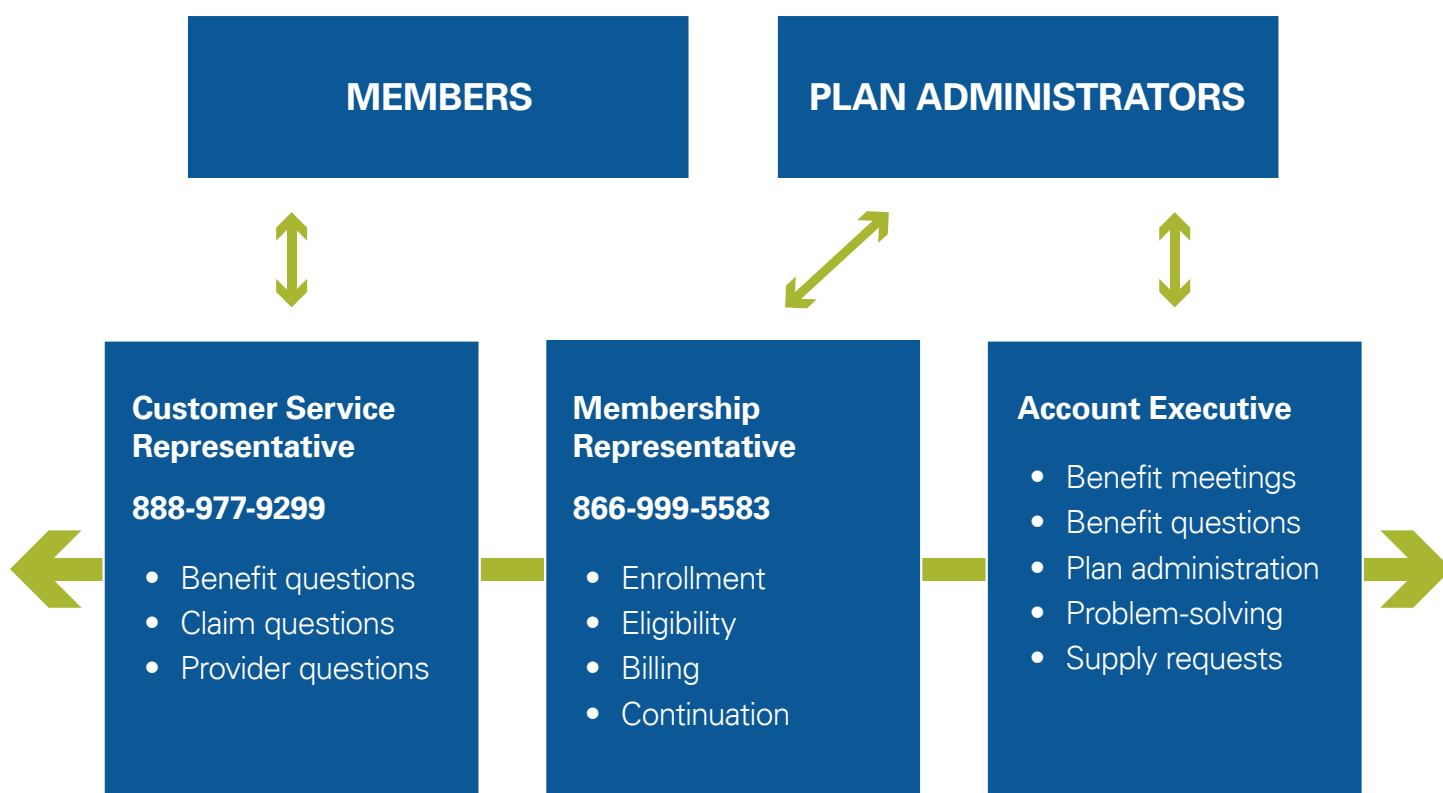 MEMBERS
PLAN ADMINISTRATORS
Customer Service
Representative
888-977-9299
• Benefit questions
• Claim questions
• Provider questions
Membership
Representative
866-999-5583
• Enrollment
• Eligibility
• Billing
• Continuation
Account Executive
• Benefit meetings
• Benefit questions
• Plan administration
• Problem-solving
• Supply requests